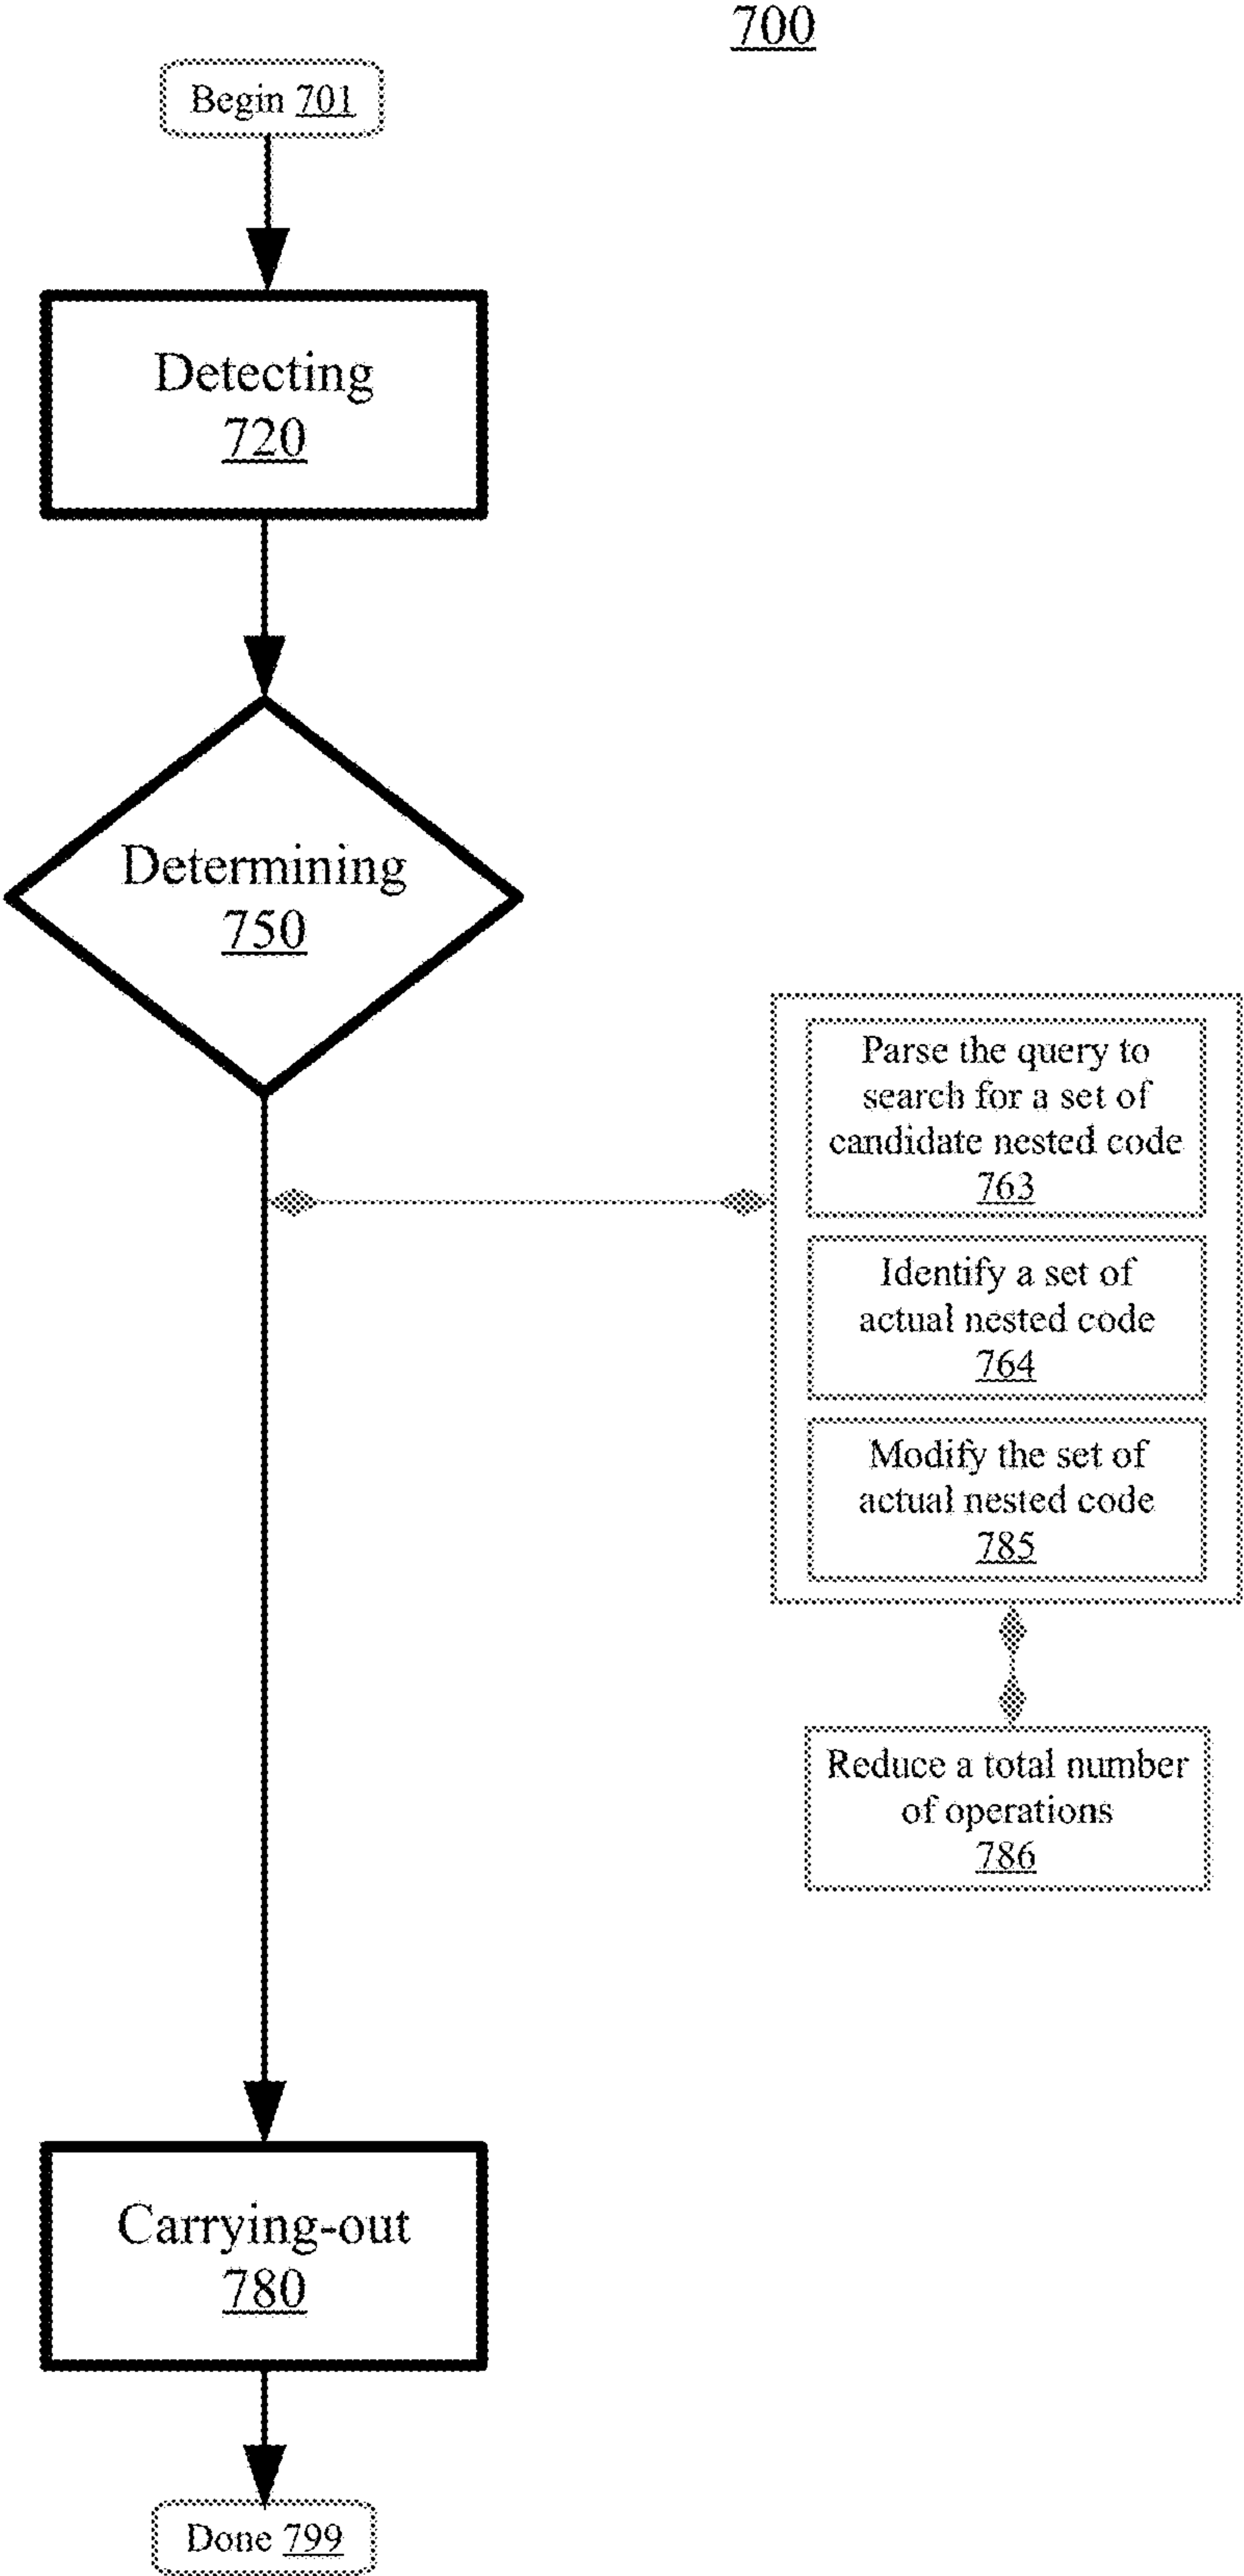 700
Begin 701
Detecting
720
Determining
750
Parse the query to
search for a set of
candidate nested code
763
Identify a set of
actual nested code
764
Modify the set of
actual nested code
785
Reduce a total number
of operations
786
Carrying-out
780
Done 799